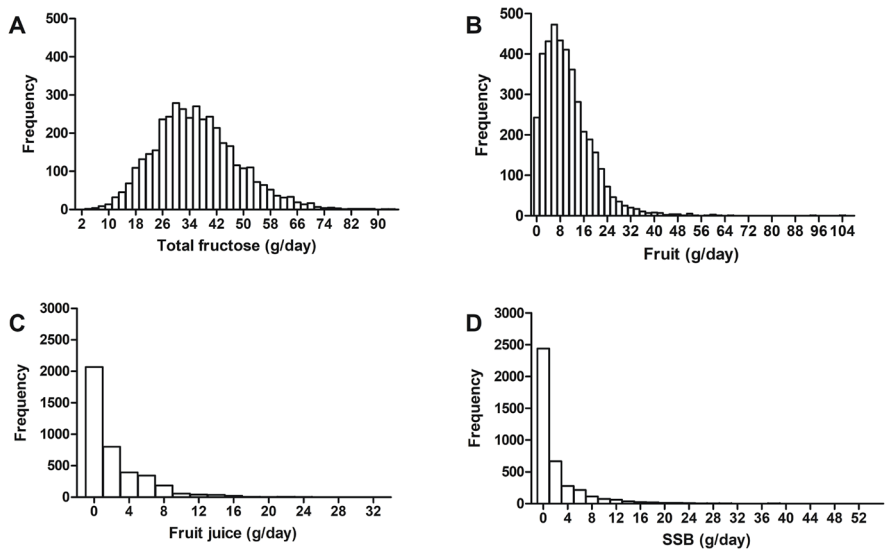 A
500
400
300
200
100
0
Frequency
2 10 18 26 34 42 50 58 66 74 82 90
Total fructose (g/day)
B
500
400
300
200
100
0
Frequency
0 8 16 24 32 40 48 56 64 72 80 88 96 104
Fruit (g/day)
C
3000
2500
2000
1500
1000
500
0
Frequency
0 4 8 12 16 20 24 28 32
Fruit juice (g/day)
D
3000
2500
2000
1500
1000
500
0
Frequency
0 4 8 12 16 20 24 28 32 36 40 44 48 52
SSB (g/day)